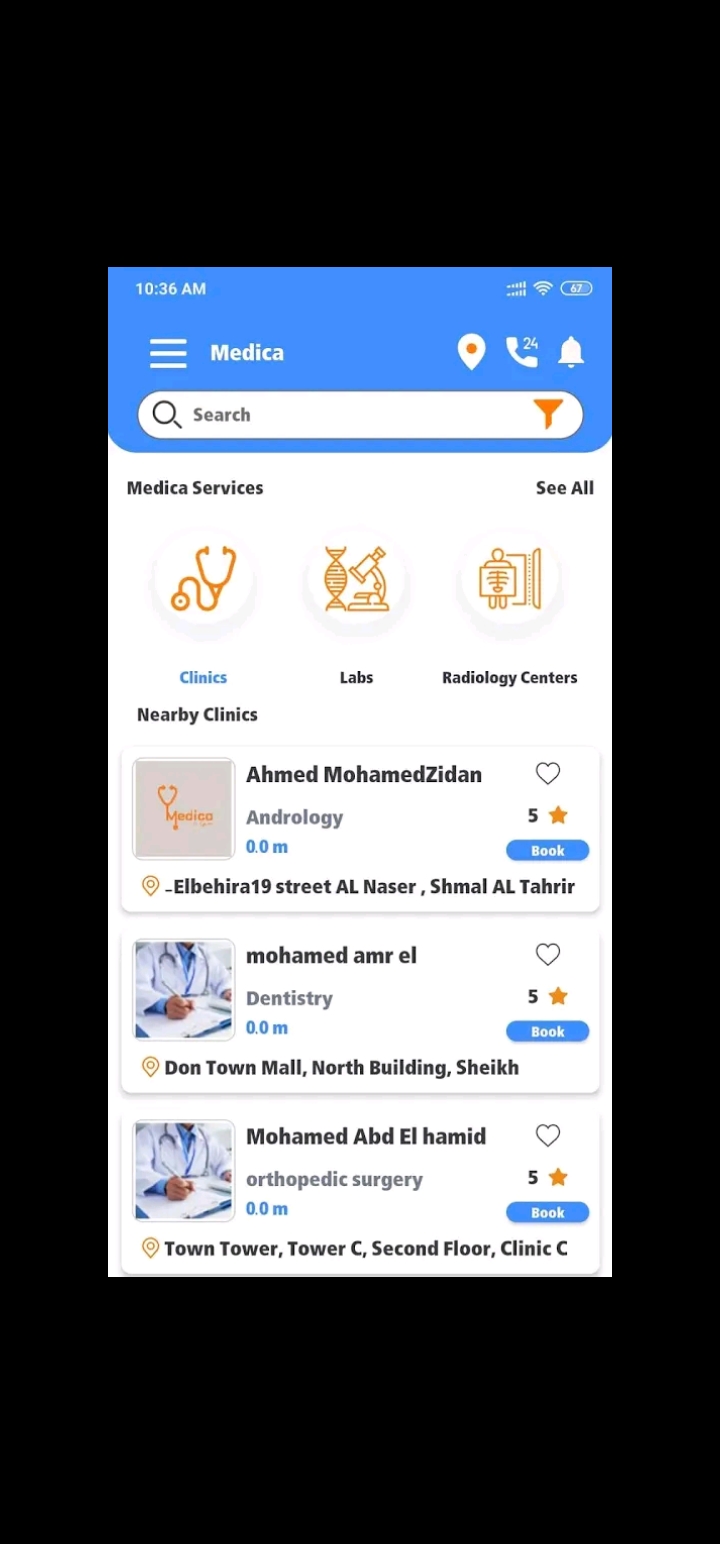 10:36 AM
67
Medica
24
Search
Medica Services
See All
Clinics
Labs
Radiology Centers
Nearby Clinics
Medica
Ahmed MohamedZidan
Andrology
5
0.0 m
Book
-Elbehira19 street AL Naser , Shmal AL Tahrir
mohamed amr el
Dentistry
5
0.0 m
Book
Don Town Mall, North Building, Sheikh
Mohamed Abd El hamid
orthopedic surgery
5
0.0 m
Book
Town Tower, Tower C, Second Floor, Clinic C